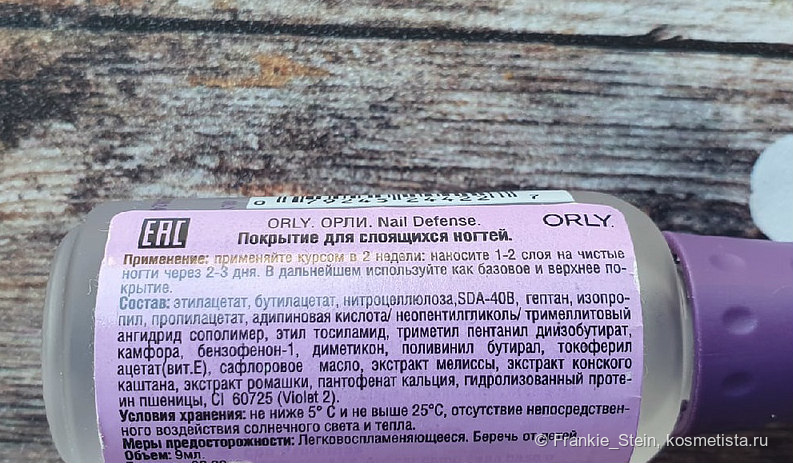 ORLY. ОРЛИ. Nail Defense.
ORLY.
EAC
Покрытие для слоящихся ногтей.
Применение: применяйте курсом в 2 недели: наносите 1-2 слоя на чистые
ногти через 2-3 дня. В дальнейшем используйте как базовое и верхнее по-
крытие.
Состав: этилацетат, бутилацетат, нитроцеллюлоза,SDA-40B, гептан, изопро-
пил, пропилацетат, адипиновая кислота/ неопентилгликоль/ тримеллитовый
ангидрид сополимер, этил тосиламид, триметил пентанил диизобутират,
камфора, бензофенон-1, диметикон, поливинил бутирал, токоферил
ацетат(вит.Е), сафлоровое масло, экстракт мелиссы, экстракт конского
каштана, экстракт ромашки, пантофенат кальция, гидролизованный проте-
ин пшеницы, CI 60725 (Violet 2).
Условия хранения: не ниже 5° С и не выше 25°С, отсутствие непосредствен-
ного воздействия солнечного света и тепла.
Меры предосторожности: Легковоспламеняющееся. Беречь от детей
Объем: 9мл.
© Frankie_Stein, kosmetista.ru